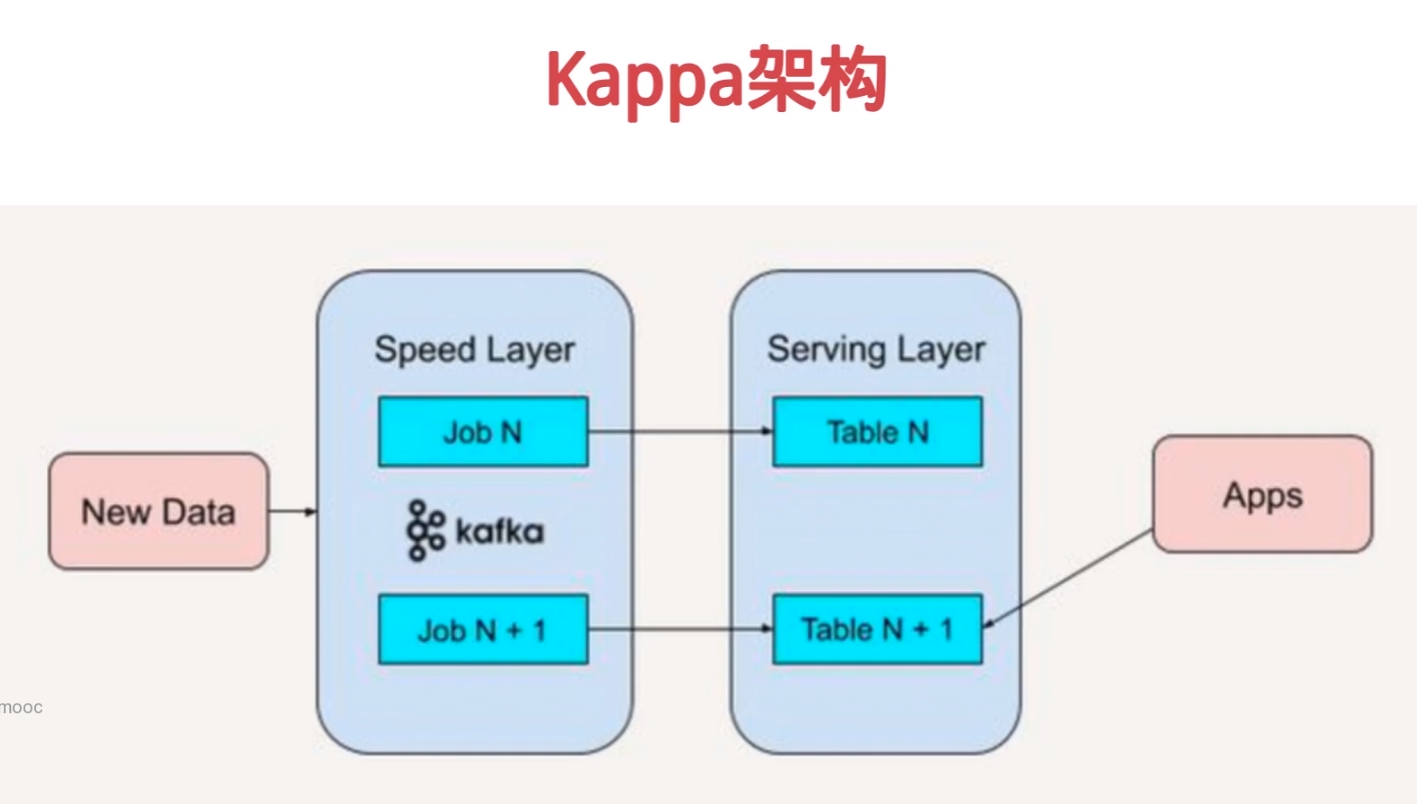 Kappa架构
Speed Layer
Serving Layer
Job N
Table N
New Data
kafka
Apps
Job N + 1
Table N + 1
mooc